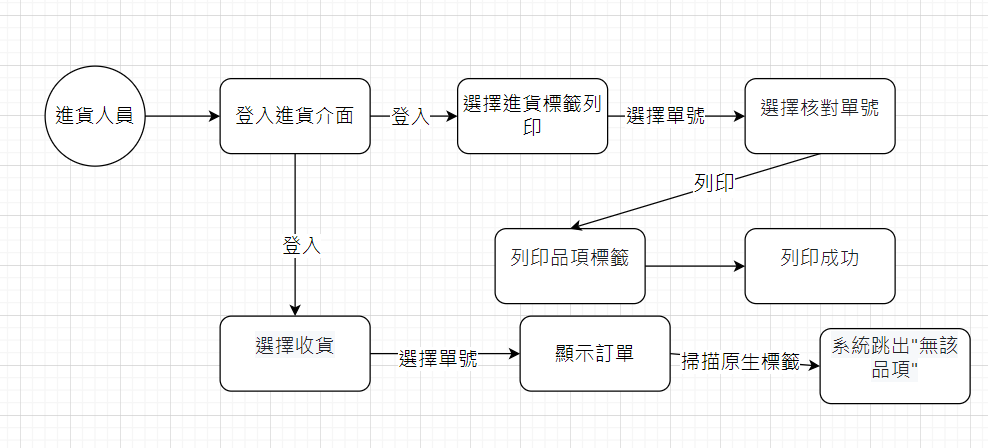 進貨人員
登入進貨介面
登入
選擇進貨標籤列
印
選擇單號
選擇核對單號
列印
列印品項標籤
列印成功
登入
選擇收貨
選擇單號
顯示訂單
掃描原生標籤
系統跳出"無該
品項"